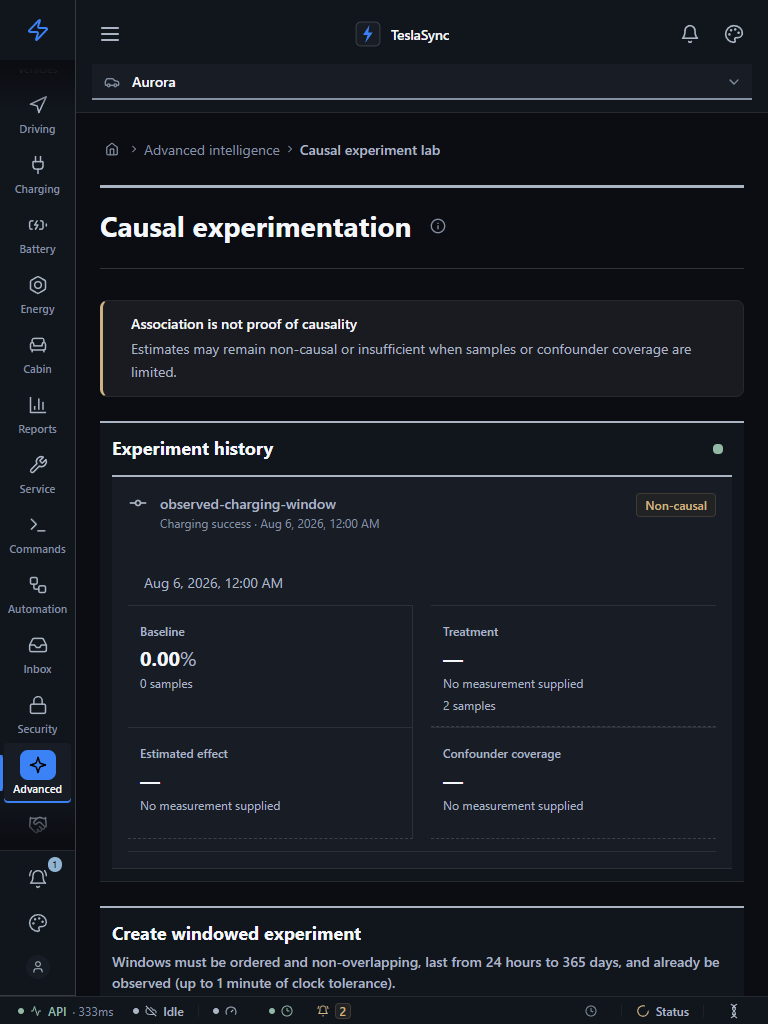 TeslaSync
Aurora
Driving
Charging
Battery
Energy
Cabin
Reports
Service
Commands
Automation
Inbox
Security
Advanced
1
Advanced intelligence
Causal experiment lab
Causal experimentation
Association is not proof of causality
Estimates may remain non-causal or insufficient when samples or confounder coverage are
limited.
Experiment history
observed-charging-window
Non-causal
Charging success · Aug 6, 2026, 12:00 AM
Aug 6, 2026, 12:00 AM
Baseline
0.00%
0 samples
Treatment
—
No measurement supplied
2 samples
Estimated effect
—
No measurement supplied
Confounder coverage
—
No measurement supplied
Create windowed experiment
Windows must be ordered and non-overlapping, last from 24 hours to 365 days, and already be
observed (up to 1 minute of clock tolerance).
API · 333ms
Idle
2
Status